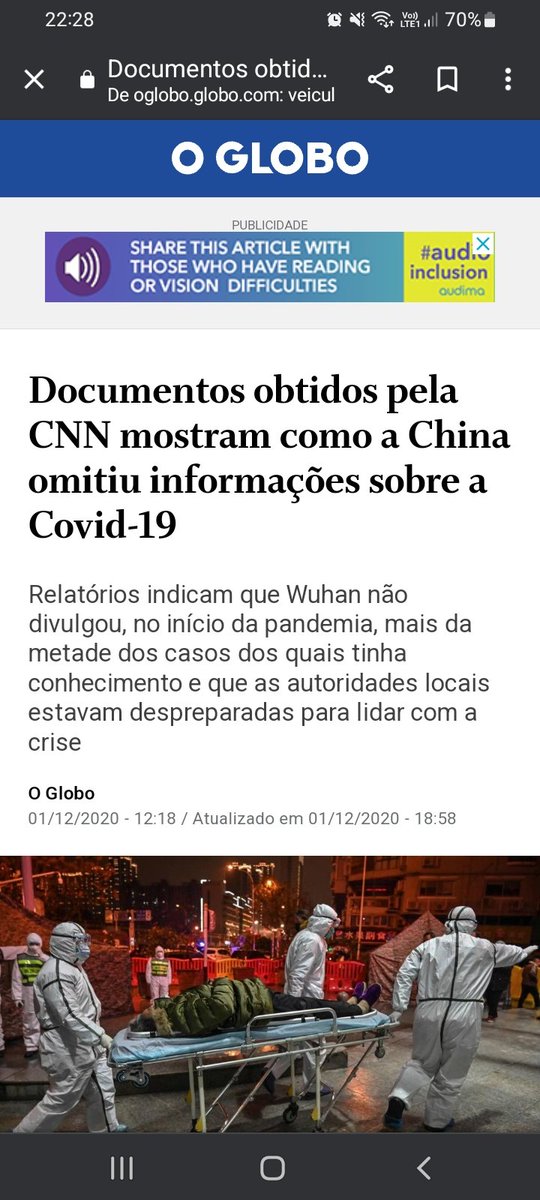 22:28
Vo))
LTE1
70%
Documentos obtid...
De oglobo.globo.com: veicul
O GLOBO
PUBLICIDADE
SHARE THIS ARTICLE WITH
THOSE WHO HAVE READING
OR VISION DIFFICULTIES
#audio
inclusion
audima
Documentos obtidos pela
CNN mostram como a China
omitiu informações sobre a
Covid-19
Relatórios indicam que Wuhan não
divulgou, no início da pandemia, mais da
metade dos casos dos quais tinha
conhecimento e que as autoridades locais
estavam despreparadas para lidar com a
crise
O Globo
01/12/2020 - 12:18 / Atualizado em 01/12/2020 - 18:58